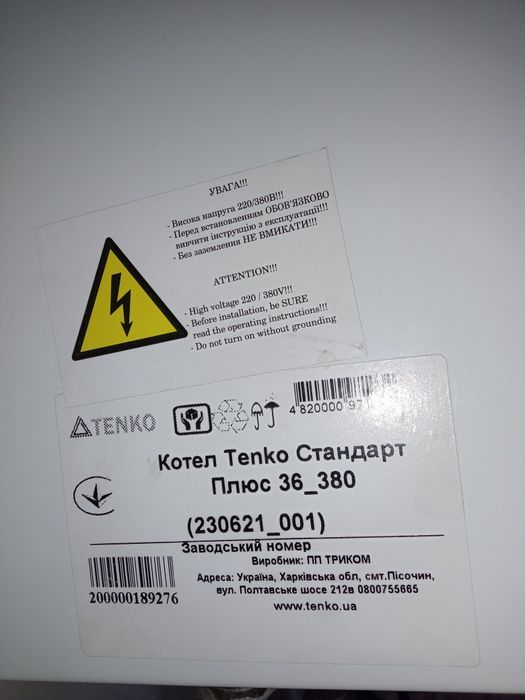 УВАГА!!!
- Висока напруга 220/380В!!!
- Перед встановленням ОБОВ'ЯЗКОВО
вивчити інструкцію з експлуатації!!!
- Без заземлення НЕ ВМИКАТИ!!!
ATTENTION!!!
- High voltage 220 / 380V!!!
- Before installation, be SURE
read the operating instructions!!!
- Do not turn on without grounding
TENKO
4 820000 97
Котел Tenko Стандарт
Плюс 36_380
(230621_001)
Заводський номер
Виробник: ПП ТРИКОМ
Адреса: Україна, Харківська обл, смт.Пісочин,
вул. Полтавське шосе 212в 0800755665
www.tenko.ua
200000189276